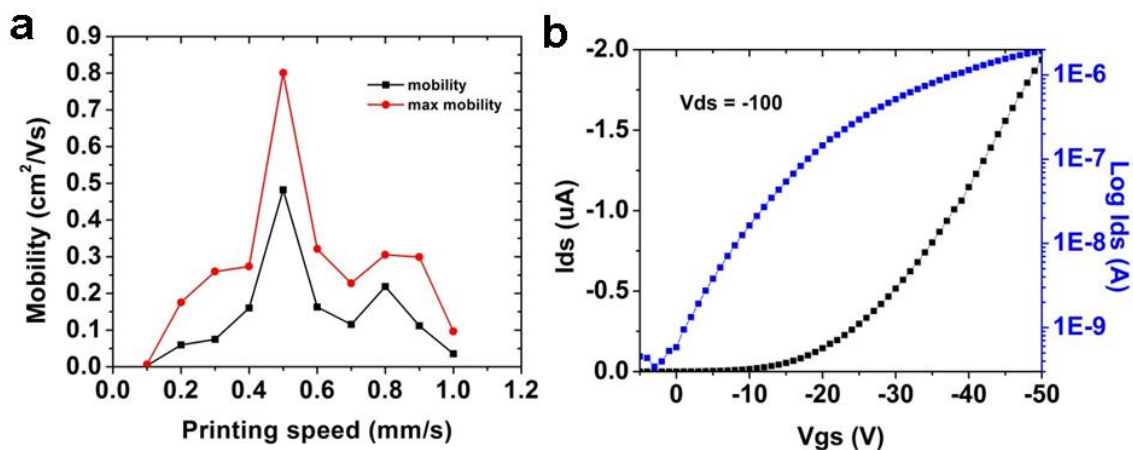 a
0.9
0.8
0.7
0.6
0.5
0.4
0.3
0.2
0.1
0.0
Mobility (cm²/Vs)
mobility
max mobility
0.0 0.2 0.4 0.6 0.8 1.0 1.2
Printing speed (mm/s)
b
-2.0
-1.5
-1.0
-0.5
0.0
Ids (uA)
Vds = -100
1E-6
1E-7
1E-8
1E-9
Log Ids (A)
0 -10 -20 -30 -40 -50
Vgs (V)